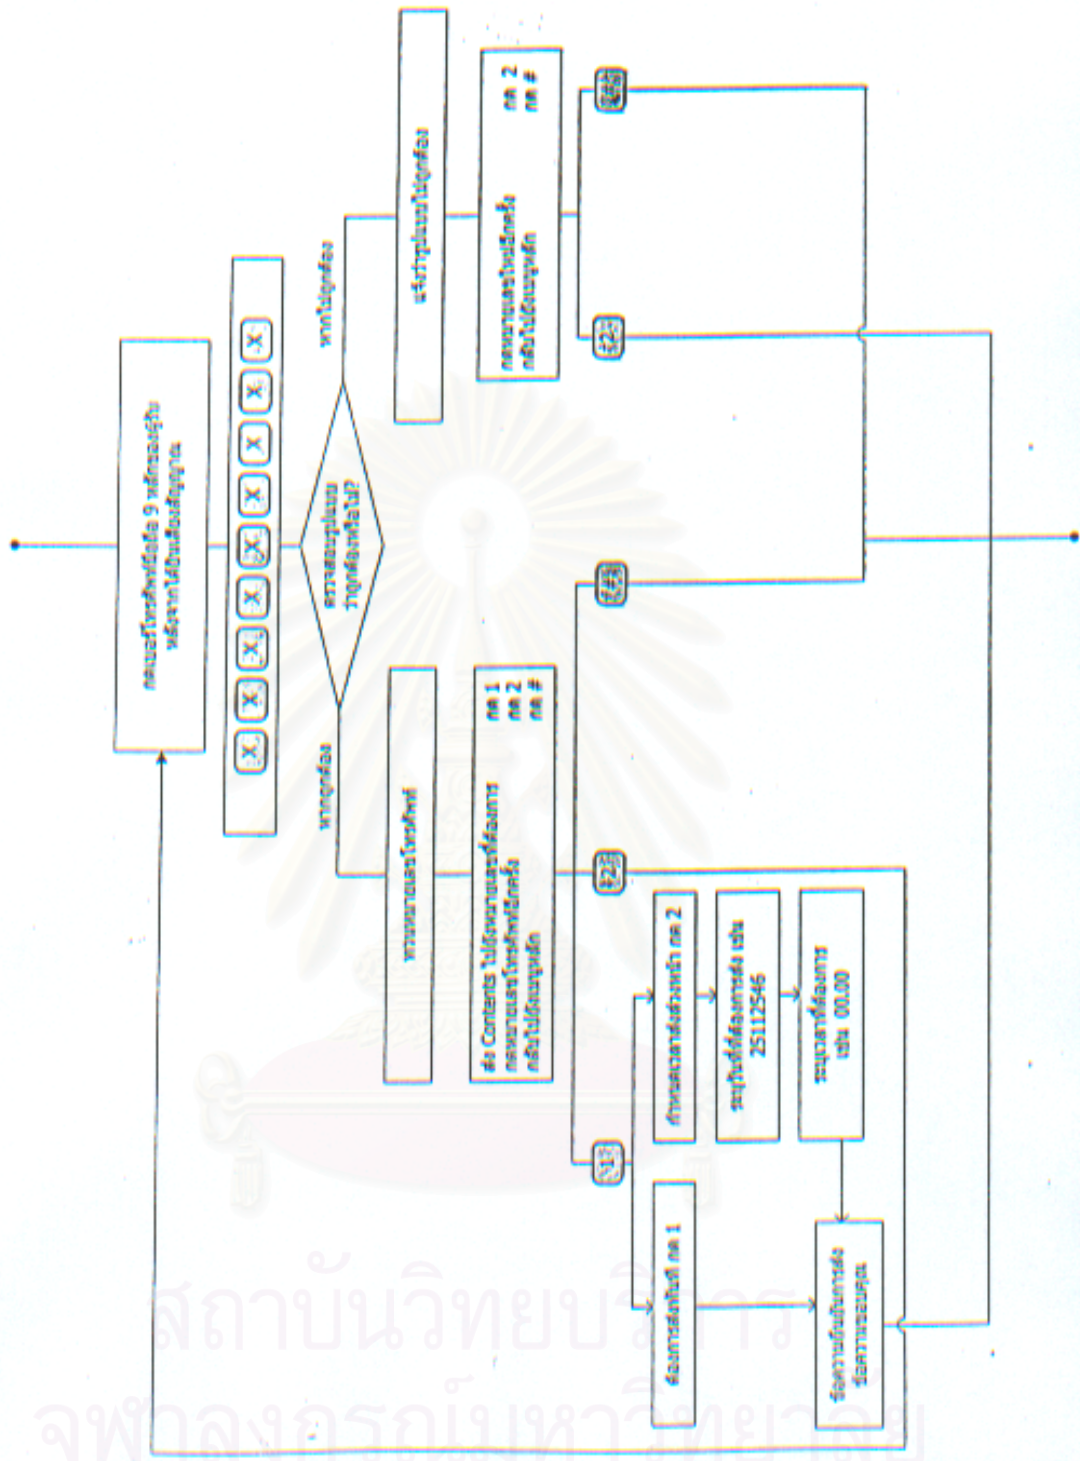 กดเบอร์โทรศัพท์มือถือ 9 หลักของผู้รับ
หลังจากได้ยินเสียงสัญญาณ
X X X X X X X X X
ตรวจสอบรูปแบบ
ว่าถูกต้องหรือไม่?
หากถูกต้อง
หากไม่ถูกต้อง
ทวนหมายเลขโทรศัพท์
ส่ง Contents ไปยังหมายเลขที่ต้องการ กด 1
กดหมายเลขโทรศัพท์อีกครั้ง กด 2
กลับไปยังเมนูหลัก กด #
แจ้งว่ารูปแบบไม่ถูกต้อง
กดหมายเลขใหม่อีกครั้ง กด 2
กลับไปยังเมนูหลัก กด #
1
2
#
2
#
ต้องการส่งทันที กด 1
กำหนดเวลาส่งล่วงหน้า กด 2
ระบุวันที่ที่ต้องการส่ง เช่น
25112546
ระบุเวลาที่ต้องการ
เช่น 00.00
ข้อความยืนยันการส่ง
ข้อความขอบคุณ
สถาบันวิทยบริการ
จุฬาลงกรณ์มหาวิทยาลัย